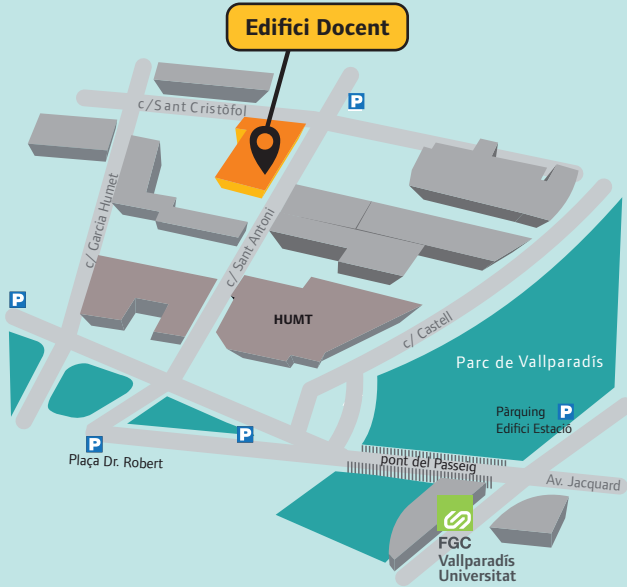 Edifici Docent
P
c/Sant Cristòfol
c/ Garcia Humet
c/ Sant Antoni
P
HUMT
c/ Castell
Parc de Vallparadís
Pàrquing P
Edifici Estació
P
P
Plaça Dr. Robert
pont del Passeig
Av. Jacquard
FGC
Vallparadís
Universitat